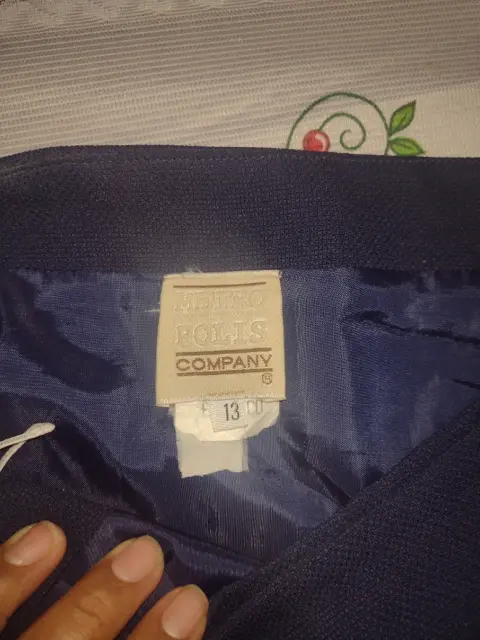 METRO
POLIS
COMPANY
®
13